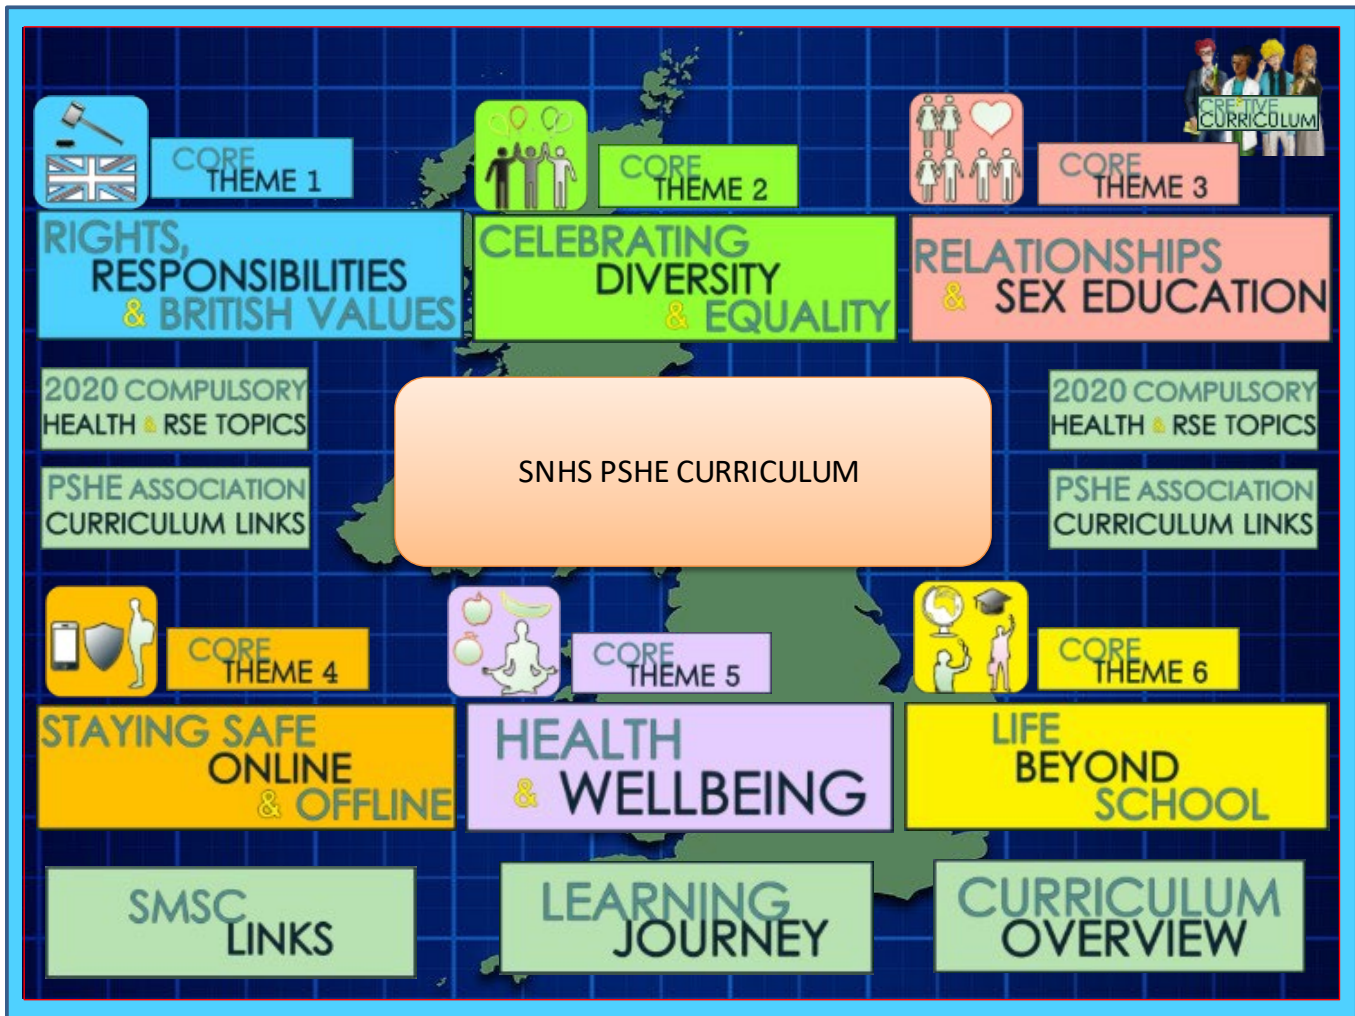 CRE*TIVE
CURRICULUM
CORE
THEME 1
RIGHTS,
RESPONSIBILITIES
& BRITISH VALUES
CORE
THEME 2
CELEBRATING
DIVERSITY
& EQUALITY
CORE
THEME 3
RELATIONSHIPS
& SEX EDUCATION
2020 COMPULSORY
HEALTH & RSE TOPICS
PSHE ASSOCIATION
CURRICULUM LINKS
SNHS PSHE CURRICULUM
2020 COMPULSORY
HEALTH & RSE TOPICS
PSHE ASSOCIATION
CURRICULUM LINKS
CORE
THEME 4
STAYING SAFE
ONLINE
& OFFLINE
CORE
THEME 5
HEALTH
& WELLBEING
CORE
THEME 6
LIFE
BEYOND
SCHOOL
SMSC
LINKS
LEARNING
JOURNEY
CURRICULUM
OVERVIEW